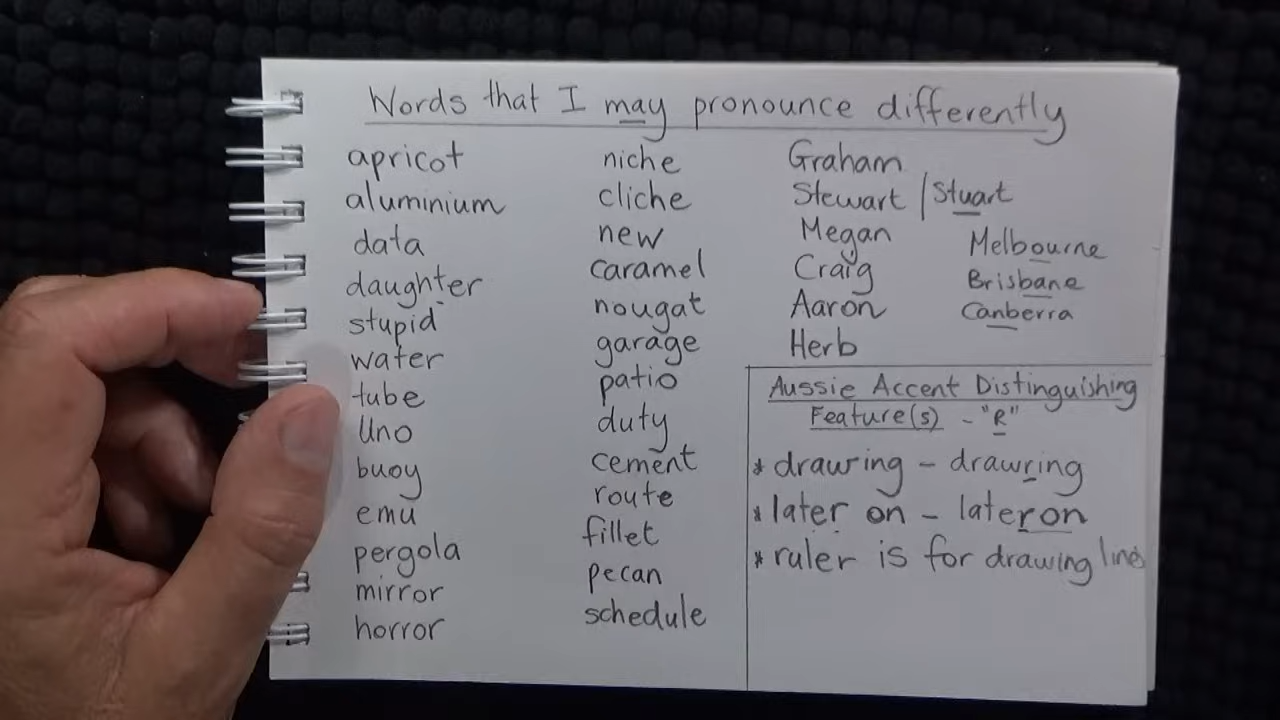 Words that I may pronounce differently
apricot
aluminium
data
daughter
stupid
water
tube
Uno
buoy
emu
pergola
mirror
horror
niche
cliche
new
caramel
nougat
garage
patio
duty
cement
route
fillet
pecan
schedule
Graham
Stewart / Stuart
Megan
Craig
Aaron
Herb
Melbourne
Brisbane
Canberra
Aussie Accent Distinguishing
Feature(s) - "R"
* drawing - drawring
* later on - lateron
* ruler is for drawing lines